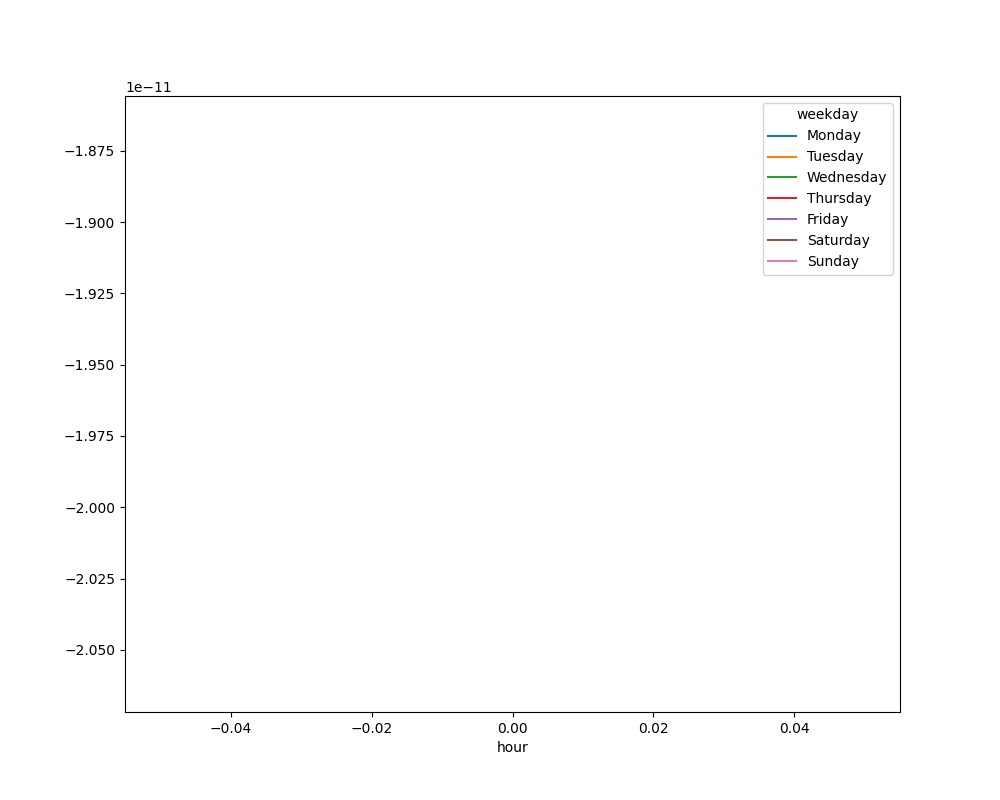 1e−11
−1.875
−1.900
−1.925
−1.950
−1.975
−2.000
−2.025
−2.050
−0.04
−0.02
0.00
0.02
0.04
hour
weekday
Monday
Tuesday
Wednesday
Thursday
Friday
Saturday
Sunday